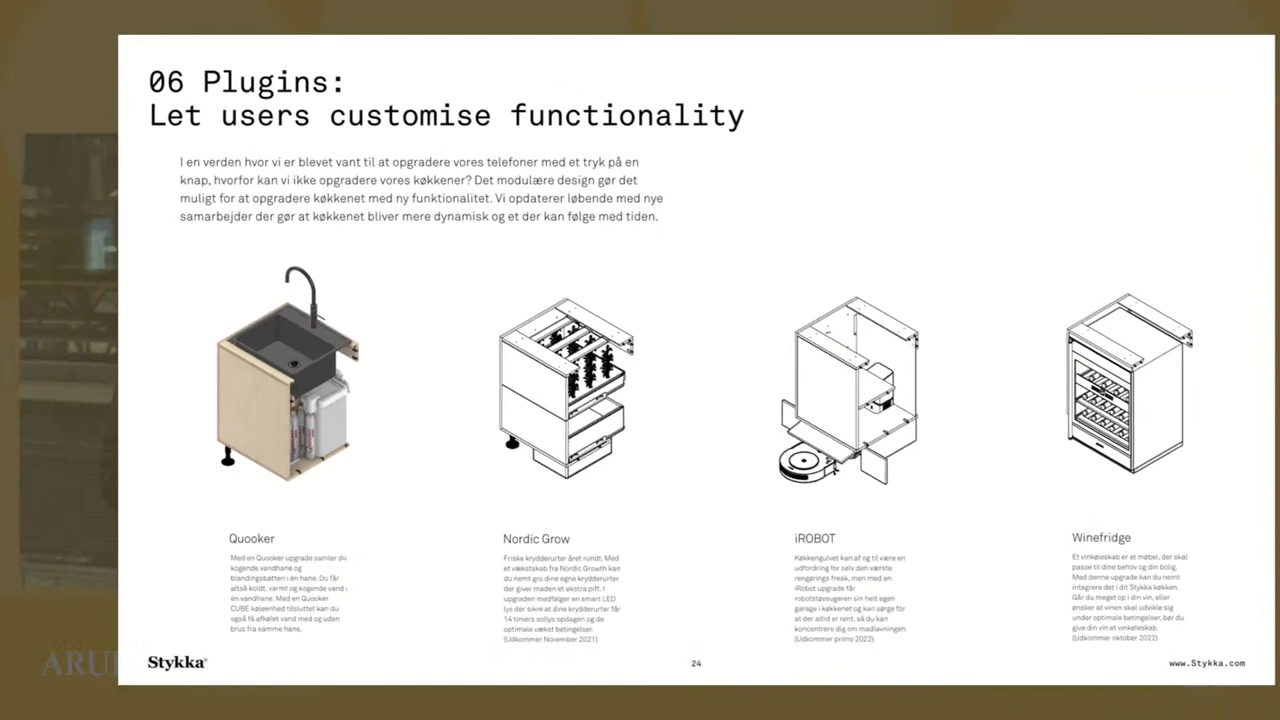 06 Plugins:
Let users customise functionality
I en verden hvor vi er blevet vant til at opgradere vores telefoner med et tryk på en
knap, hvorfor kan vi ikke opgradere vores køkkener? Det modulære design gør det
muligt for at opgradere køkkenet med ny funktionalitet. Vi opdaterer løbende med nye
samarbejder der gør at køkkenet bliver mere dynamisk og et der kan følge med tiden.
Quooker
Med en Quooker upgrade samler du
kogende vandhane og
blandingsbatteri i én hane. Du får
altså koldt, varmt og kogende vand i
én vandhane. Med en Quooker
CUBE køleenhed tilsluttet kan du
også få afkølet vand med og uden
brus fra samme hane.
Nordic Grow
Friske krydderurter året rundt. Med
et vækstskab fra Nordic Growth kan
du nemt gro dine egne krydderurter
der giver maden et ekstra pift. I
upgraden medfølger en smart LED
lys der sikre at dine krydderurter får
14 timers sollys dopagen og de
optimale vækst betingelser.
(Udkommer November 2021)
iROBOT
Køkkengulvet kan af og til være en
udfordring for selv den værste
rengørings freak, men med en
iRobot upgrade får
robotstøvsugeren sin helt egen
garage i køkkenet og kan sørge for
at der altid er rent, så du kan
koncentrere dig om madlavningen.
(Udkommer primo 2022)
Winefridge
Et vinkøleskab er et møbel, der skal
passe til dine behov og din bolig.
Med denne upgrade kan du nemt
integrere det i dit Stykka køkken.
Går du meget op i din vin, eller
ønsker at vinen skal udvikle sig
under optimale betingelser, bør du
give din vin et vinkøleskab.
(Udkommer oktober 2022)
Stykka
24
www.Stykka.com
ARU